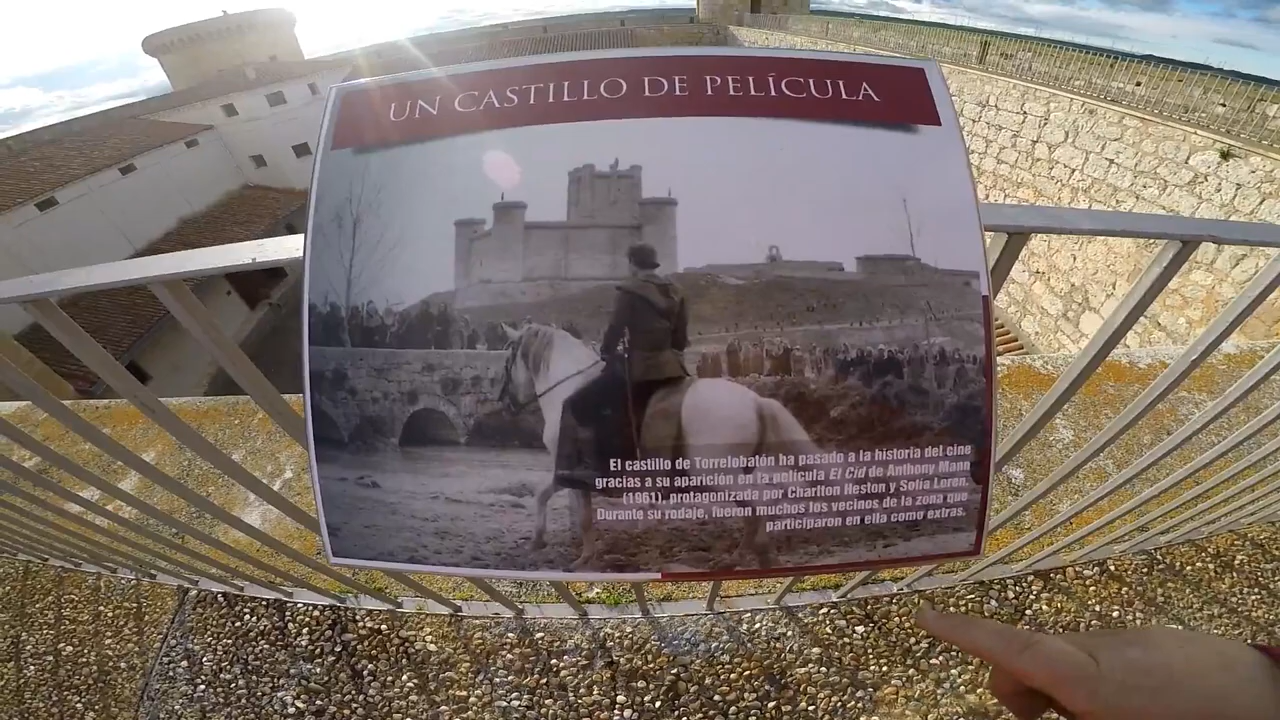 UN CASTILLO DE PELÍCULA
El castillo de Torrelobatón ha pasado a la historia del cine
gracias a su aparición en la película El Cid de Anthony Mann
(1961), protagonizada por Charlton Heston y Sofía Loren.
Durante su rodaje, fueron muchos los vecinos de la zona que
participaron en ella como extras.